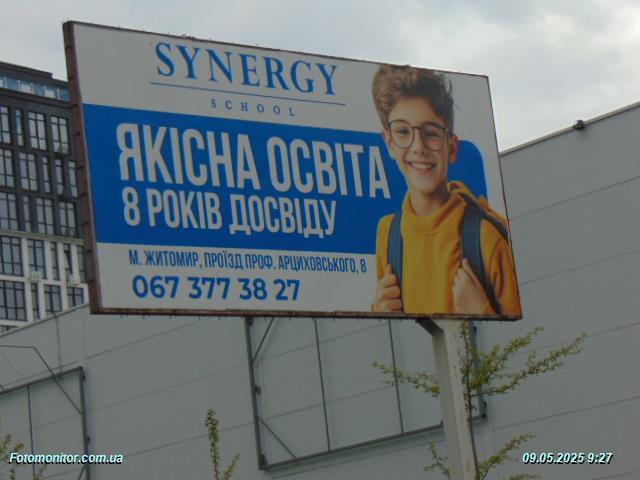 SYNERGY
SCHOOL
ЯКІСНА ОСВІТА
8 РОКІВ ДОСВІДУ
М. ЖИТОМИР, ПРОЇЗД ПРОФ. АРЦИХОВСЬКОГО, 8
067 377 38 27
Fotomonitor.com.ua
09.05.2025 9:27